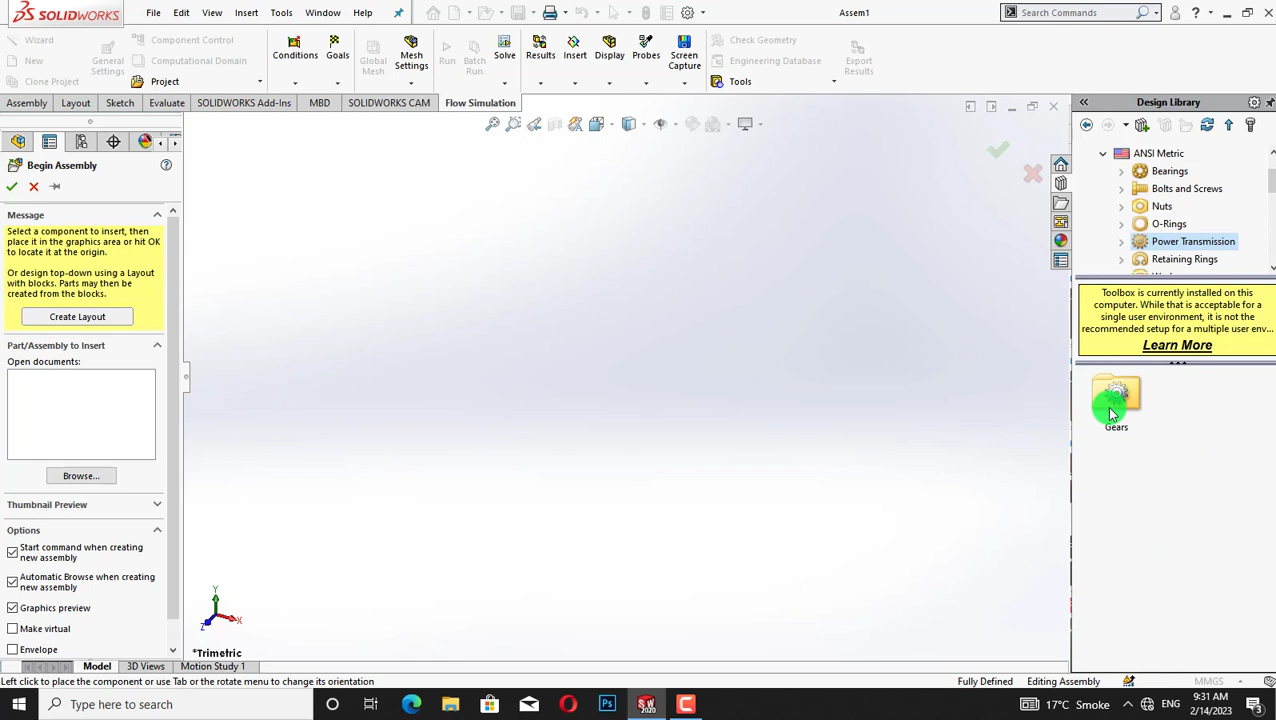 SOLIDWORKS
File Edit View Insert Tools Window Help
Assem1
Search Commands
Wizard
New
Clone Project
General Settings
Component Control
Computational Domain
Project
Conditions
Goals
Global Mesh
Mesh Settings
Run
Batch Run
Solve
Results
Insert
Display
Probes
Screen Capture
Check Geometry
Engineering Database
Tools
Export Results
Assembly Layout Sketch Evaluate SOLIDWORKS Add-Ins MBD SOLIDWORKS CAM Flow Simulation
Begin Assembly
Message
Select a component to insert, then
place it in the graphics area or hit OK
to locate it at the origin.
Or design top-down using a Layout
with blocks. Parts may then be
created from the blocks.
Create Layout
Part/Assembly to Insert
Open documents:
Browse...
Thumbnail Preview
Options
Start command when creating
new assembly
Automatic Browse when creating
new assembly
Graphics preview
Make virtual
Envelope
Y
X
Z
*Trimetric
Design Library
ANSI Metric
Bearings
Bolts and Screws
Nuts
O-Rings
Power Transmission
Retaining Rings
Toolbox is currently installed on this
computer. While that is acceptable for a
single user environment, it is not the
recommended setup for a multiple user env...
Learn More
Gears
Model 3D Views Motion Study 1
Left click to place the component or use Tab or the rotate menu to change its orientation
Fully Defined Editing Assembly MMGS
Type here to search
17°C Smoke
ENG
9:31 AM
2/14/2023